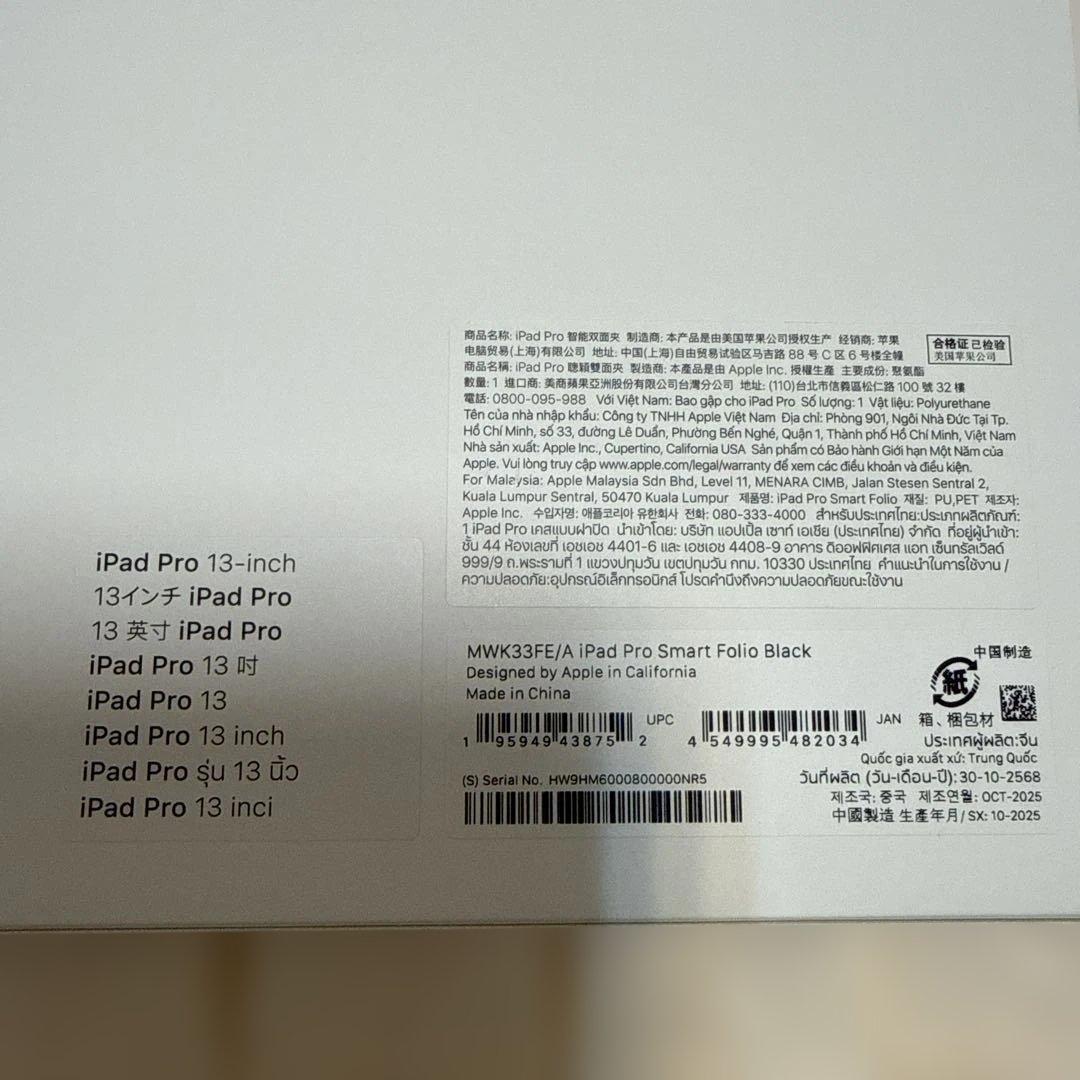 商品名称: iPad Pro 智能双面夹 制造商: 本产品是由美国苹果公司授权生产 经销商: 苹果
电脑贸易(上海)有限公司 地址: 中国(上海)自由贸易试验区马吉路 88 号 C 区 6 号楼全幢
合格证 已检验
美国苹果公司
商品名稱: iPad Pro 聰穎雙面夾 製造商: 本產品是由 Apple Inc. 授權生產 主要成份: 聚氨酯
數量: 1 進口商: 美商蘋果亞洲股份有限公司台灣分公司 地址: (110)台北市信義區松仁路 100 號 32 樓
電話: 0800-095-988 Với Việt Nam: Bao gập cho iPad Pro Số lượng: 1 Vật liệu: Polyurethane
Tên của nhà nhập khẩu: Công ty TNHH Apple Việt Nam Địa chỉ: Phòng 901, Ngôi Nhà Đức Tại Tp.
Hồ Chí Minh, số 33, đường Lê Duẩn, Phường Bến Nghé, Quận 1, Thành phố Hồ Chí Minh, Việt Nam
Nhà sản xuất: Apple Inc., Cupertino, California USA Sản phẩm có Bảo hành Giới hạn Một Năm của
Apple. Vui lòng truy cập www.apple.com/legal/warranty để xem các điều khoản và điều kiện.
For Malaysia: Apple Malaysia Sdn Bhd, Level 11, MENARA CIMB, Jalan Stesen Sentral 2,
Kuala Lumpur Sentral, 50470 Kuala Lumpur 제품명: iPad Pro Smart Folio 재질: PU,PET 제조자:
Apple Inc. 수입자명: 애플코리아 유한회사 전화: 080-333-4000 สำหรับประเทศไทย:ประเภทผลิตภัณฑ์:
1 iPad Pro เคสแบบฝาปิด นำเข้าโดย: บริษัท แอปเปิ้ล เซาท์ เอเชีย (ประเทศไทย) จำกัด ที่อยู่ผู้นำเข้า:
ชั้น 44 ห้องเลขที่ เอชเอช 4401-6 และ เอชเอช 4408-9 อาคาร ดิออฟฟิศเศส แอท เซ็นทรัลเวิลด์
999/9 ถ.พระรามที่ 1 แขวงปทุมวัน เขตปทุมวัน กทม. 10330 ประเทศไทย คำแนะนำในการใช้งาน /
ความปลอดภัย:อุปกรณ์อิเล็กทรอนิกส์ โปรดคำนึงถึงความปลอดภัยขณะใช้งาน
iPad Pro 13-inch
13インチ iPad Pro
13 英寸 iPad Pro
iPad Pro 13 吋
iPad Pro 13
iPad Pro 13 inch
iPad Pro รุ่น 13 นิ้ว
iPad Pro 13 inci
MWK33FE/A iPad Pro Smart Folio Black
Designed by Apple in California
Made in China
中国制造
紙
箱、梱包材
UPC
1 95949 43875 2
JAN
4 549995 482034
(S) Serial No. HW9HM6000800000NR5
ประเทศผู้ผลิต:จีน
Quốc gia xuất xứ: Trung Quốc
วันที่ผลิต (วัน-เดือน-ปี): 30-10-2568
제조국: 중국 제조연월: OCT-2025
中國製造 生產年月/ SX: 10-2025